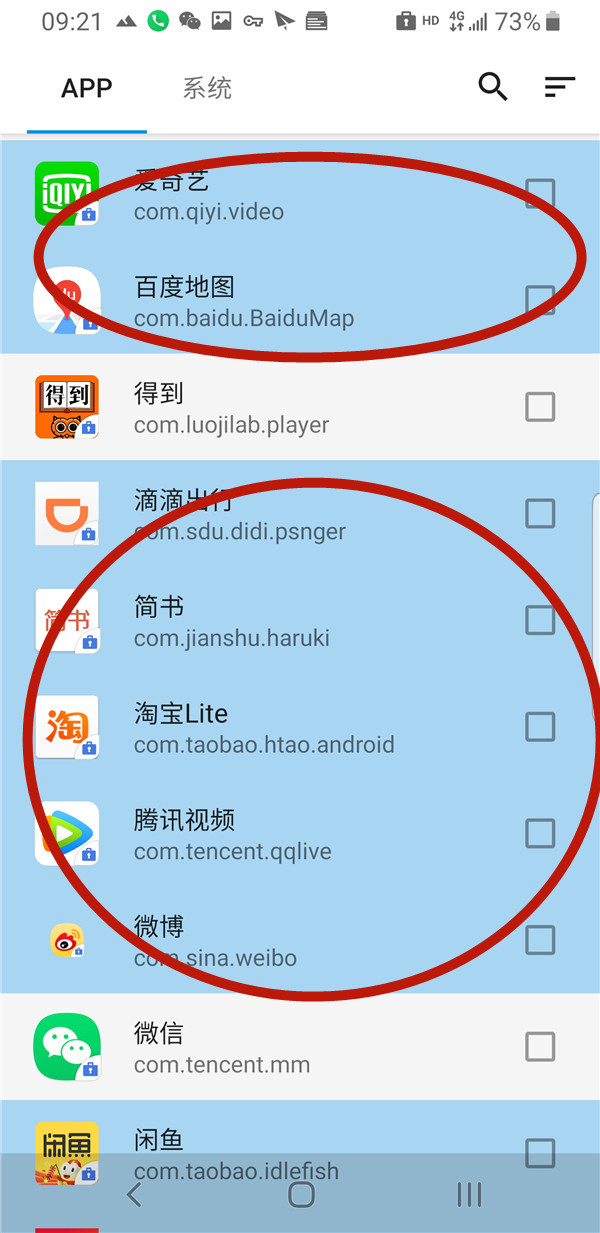 09:21 HD 4G 73%
APP 系统
iQIYI
爱奇艺
com.qiyi.video
du
百度地图
com.baidu.BaiduMap
得到
得到
com.luojilab.player
滴滴出行
com.sdu.didi.psnger
简书
简书
com.jianshu.haruki
淘
淘宝Lite
com.taobao.htao.android
腾讯视频
com.tencent.qqlive
微博
com.sina.weibo
微信
com.tencent.mm
闲鱼
闲鱼
com.taobao.idlefish